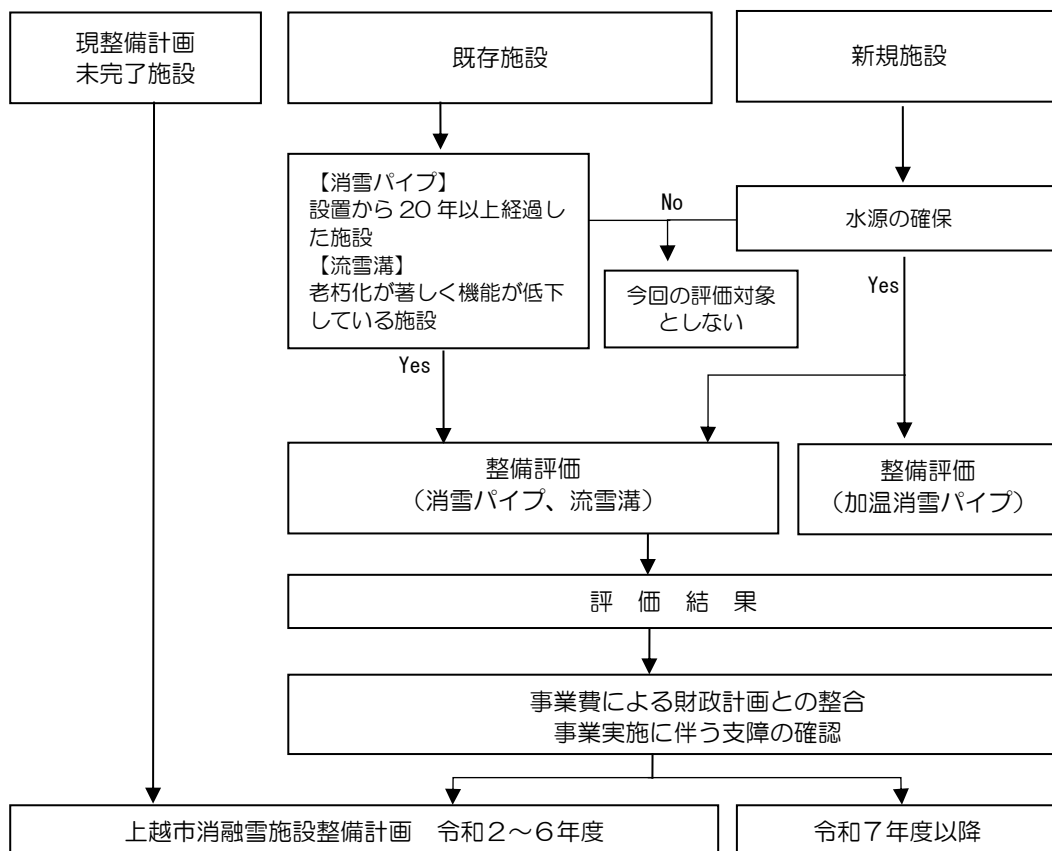 現整備計画
未完了施設
既存施設
新規施設
【消雪パイプ】
設置から20年以上経過し
た施設
【流雪溝】
老朽化が著しく機能が低下
している施設
No
水源の確保
今回の評価対象
としない
Yes
Yes
整備評価
（消雪パイプ、流雪溝）
整備評価
（加温消雪パイプ）
評　価　結　果
事業費による財政計画との整合
事業実施に伴う支障の確認
上越市消融雪施設整備計画　令和２～６年度
令和７年度以降